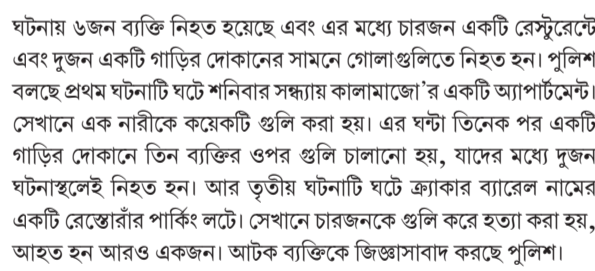 ঘটনায় ৬জন ব্যক্তি নিহত হয়েছে এবং এর মধ্যে চারজন একটি রেস্টুরেন্টে
এবং দুজন একটি গাড়ির দোকানের সামনে গোলাগুলিতে নিহত হন। পুলিশ
বলছে প্রথম ঘটনাটি ঘটে শনিবার সন্ধ্যায় কালামাজো'র একটি অ্যাপার্টমেন্টে।
সেখানে এক নারীকে কয়েকটি গুলি করা হয়। এর ঘন্টা তিনেক পর একটি
গাড়ির দোকানে তিন ব্যক্তির ওপর গুলি চালানো হয়, যাদের মধ্যে দুজন
ঘটনাস্থলেই নিহত হন। আর তৃতীয় ঘটনাটি ঘটে ক্র্যাকার ব্যারেল নামের
একটি রেস্তোরাঁর পার্কিং লটে। সেখানে চারজনকে গুলি করে হত্যা করা হয়,
আহত হন আরও একজন। আটক ব্যক্তিকে জিজ্ঞাসাবাদ করছে পুলিশ।